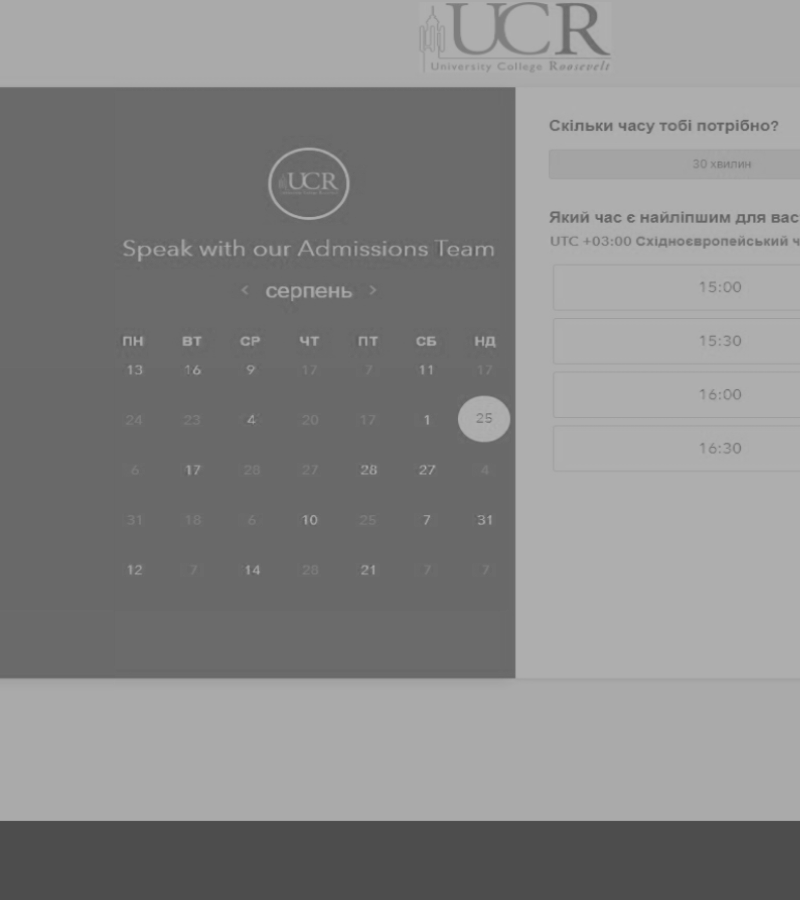 UCR
University College Roosevelt
UCR
Speak with our Admissions Team
< серпень >
ПН ВТ СР ЧТ ПТ СБ НД
13 16 9 17 7 11 17
24 23 4 20 17 1 25
6 17 28 27 28 27 4
31 18 6 10 25 7 31
12 7 14 28 21 7 7
Скільки часу тобі потрібно?
30 хвилин
Який час є найліпшим для вас
UTC +03:00 Східноєвропейський ч
15:00
15:30
16:00
16:30